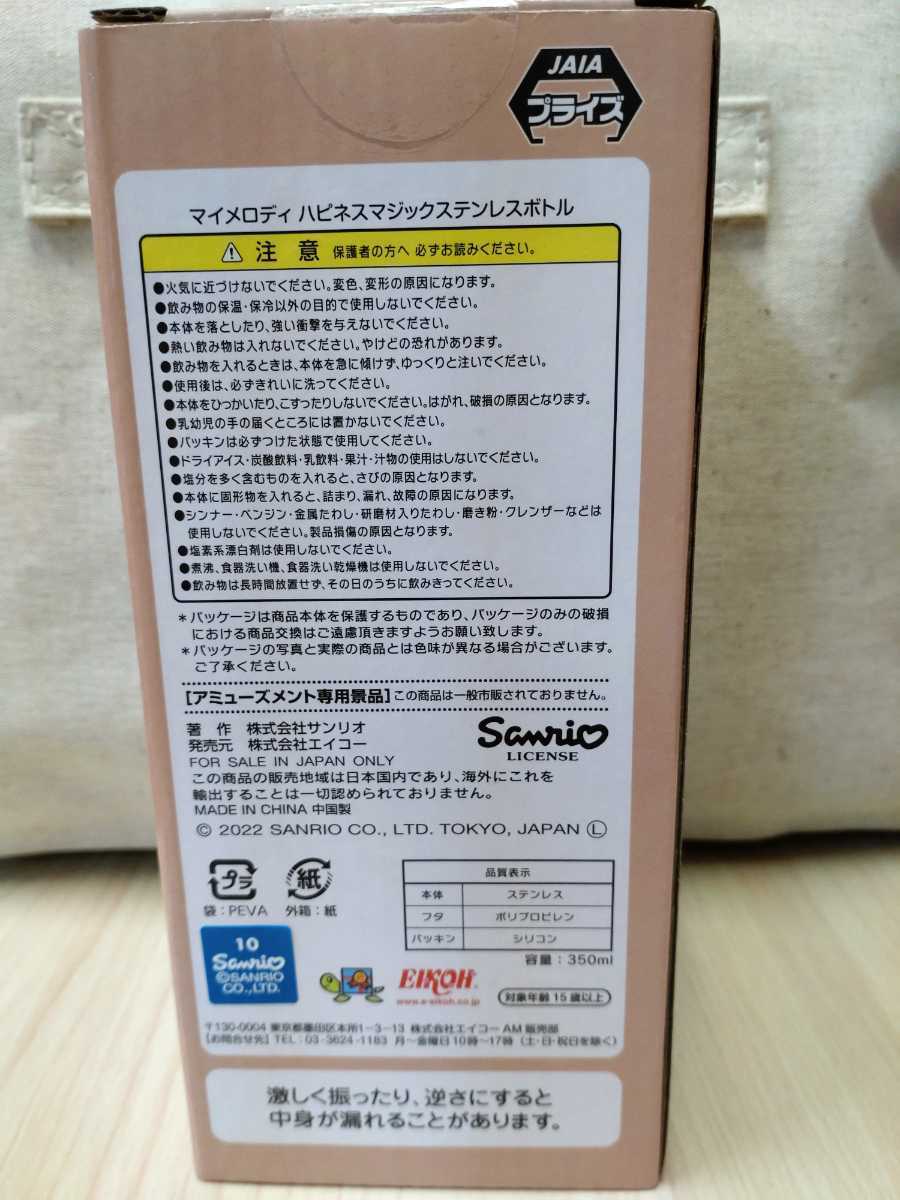 JAIA
プライズ
マイメロディ ハピネスマジックステンレスボトル
注 意 保護者の方へ 必ずお読みください。
●火気に近づけないでください。変色、変形の原因になります。
●飲み物の保温・保冷以外の目的で使用しないでください。
●本体を落としたり、強い衝撃を与えないでください。
●熱い飲み物は入れないでください。やけどの恐れがあります。
●飲み物を入れるときは、本体を急に傾けず、ゆっくりと注いでください。
●使用後は、必ずきれいに洗ってください。
●本体をひっかいたり、こすったりしないでください。はがれ、破損の原因となります。
●乳幼児の手の届くところには置かないでください。
●パッキンは必ずつけた状態で使用してください。
●ドライアイス・炭酸飲料・乳飲料・果汁・汁物の使用はしないでください。
●塩分を多く含むものを入れると、さびの原因となります。
●本体に固形物を入れると、詰まり、漏れ、故障の原因になります。
●シンナー・ベンジン・金属たわし・研磨材入りたわし・磨き粉・クレンザーなどは
使用しないでください。製品損傷の原因となります。
●塩素系漂白剤は使用しないでください。
●煮沸、食器洗い機、食器洗い乾燥機は使用しないでください。
●飲み物は長時間放置せず、その日のうちに飲みきってください。
＊パッケージは商品本体を保護するものであり、パッケージのみの破損
における商品交換はご遠慮頂きますようお願い致します。
＊パッケージの写真と実際の商品とは色味が異なる場合がございます。
ご了承ください。
[アミューズメント専用景品] この商品は一般市販されておりません。
著 作 株式会社サンリオ
発売元 株式会社エイコー
Sanrio
LICENSE
FOR SALE IN JAPAN ONLY
この商品の販売地域は日本国内であり、海外にこれを
輸出することは一切認められておりません。
MADE IN CHINA 中国製
© 2022 SANRIO CO., LTD. TOKYO, JAPAN Ⓛ
プラ
袋：PEVA
紙
外箱：紙
品質表示
本体 ステンレス
フタ ポリプロピレン
パッキン シリコン
容量：350ml
10
Sanrio
©SANRIO
CO.,LTD.
EIKOH
www.e-eikoh.co.jp
対象年齢15歳以上
〒130-0004 東京都墨田区本所1-3-13 株式会社エイコー AM 販売部
[お問合せ先] TEL：03-3624-1183 月～金曜日10時～17時（土・日・祝日を除く）
激しく振ったり、逆さにすると
中身が漏れることがあります。